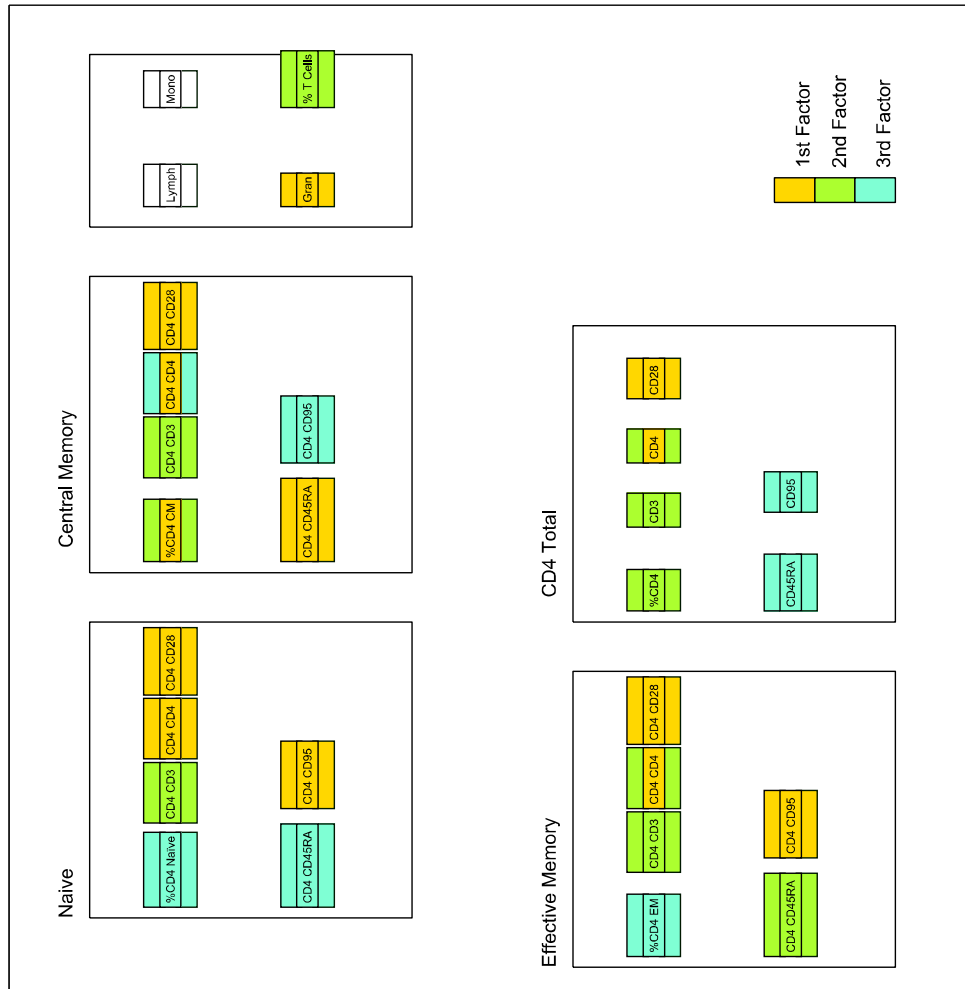 Naive
%CD4 Naïve
CD4 CD3
CD4 CD4
CD4 CD28
CD4 CD45RA
CD4 CD95
Central Memory
%CD4 CM
CD4 CD3
CD4 CD4
CD4 CD28
CD4 CD45RA
CD4 CD95
Lymph
Mono
Gran
% T Cells
Effective Memory
%CD4 EM
CD4 CD3
CD4 CD4
CD4 CD28
CD4 CD45RA
CD4 CD95
CD4 Total
%CD4
CD3
CD4
CD28
CD45RA
CD95
1st Factor
2nd Factor
3rd Factor